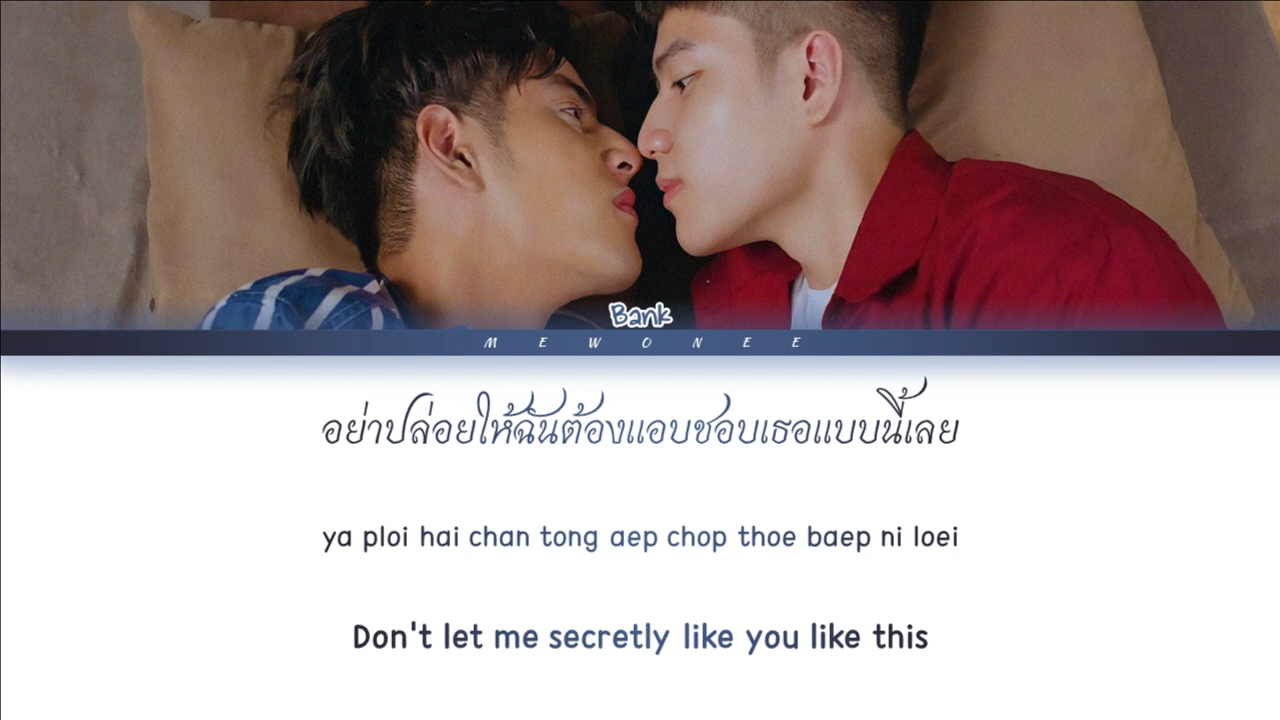 Bank
MEWONEE
อย่าปล่อยให้ฉันต้องแอบชอบเธอแบบนี้เลย
ya ploi hai chan tong aep chop thoe baep ni loei
Don't let me secretly like you like this